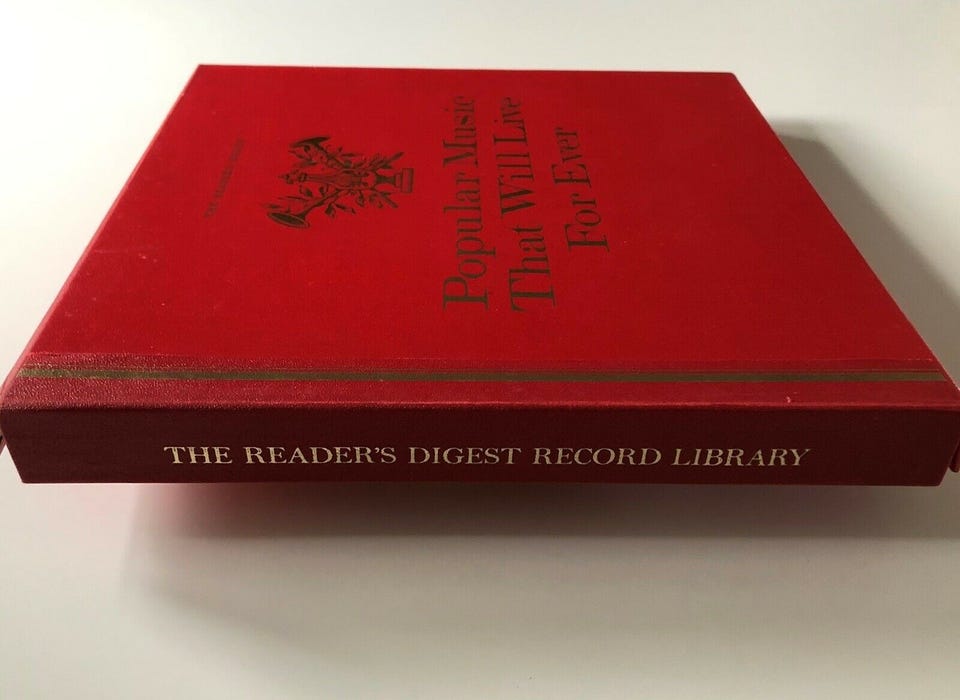 Popular Music
That Will Live
For Ever
THE READER'S DIGEST RECORD LIBRARY